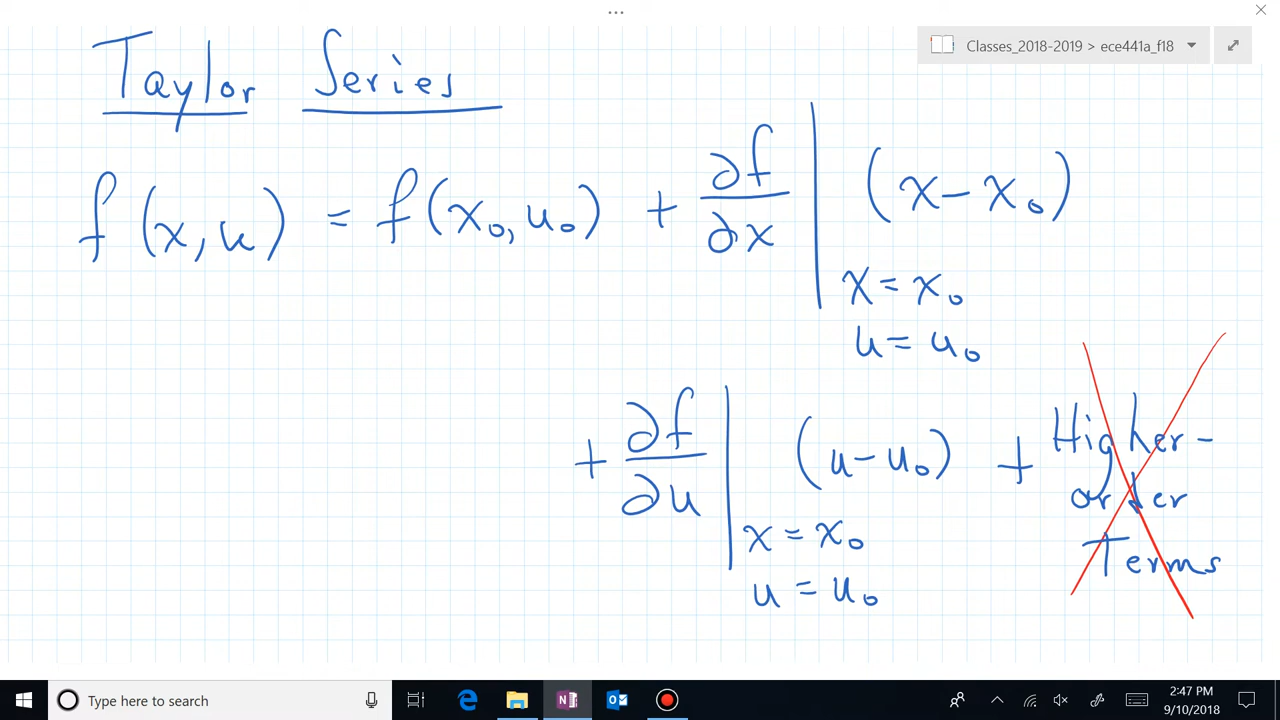 ...
Classes_2018-2019 > ece441a_f18
Taylor Series
f(x, u) = f(x₀, u₀) + ∂f/∂x | (x - x₀)
x = x₀
u = u₀
+ ∂f/∂u | (u - u₀) + Higher-
order
Terms
x = x₀
u = u₀
Type here to search
2:47 PM
9/10/2018